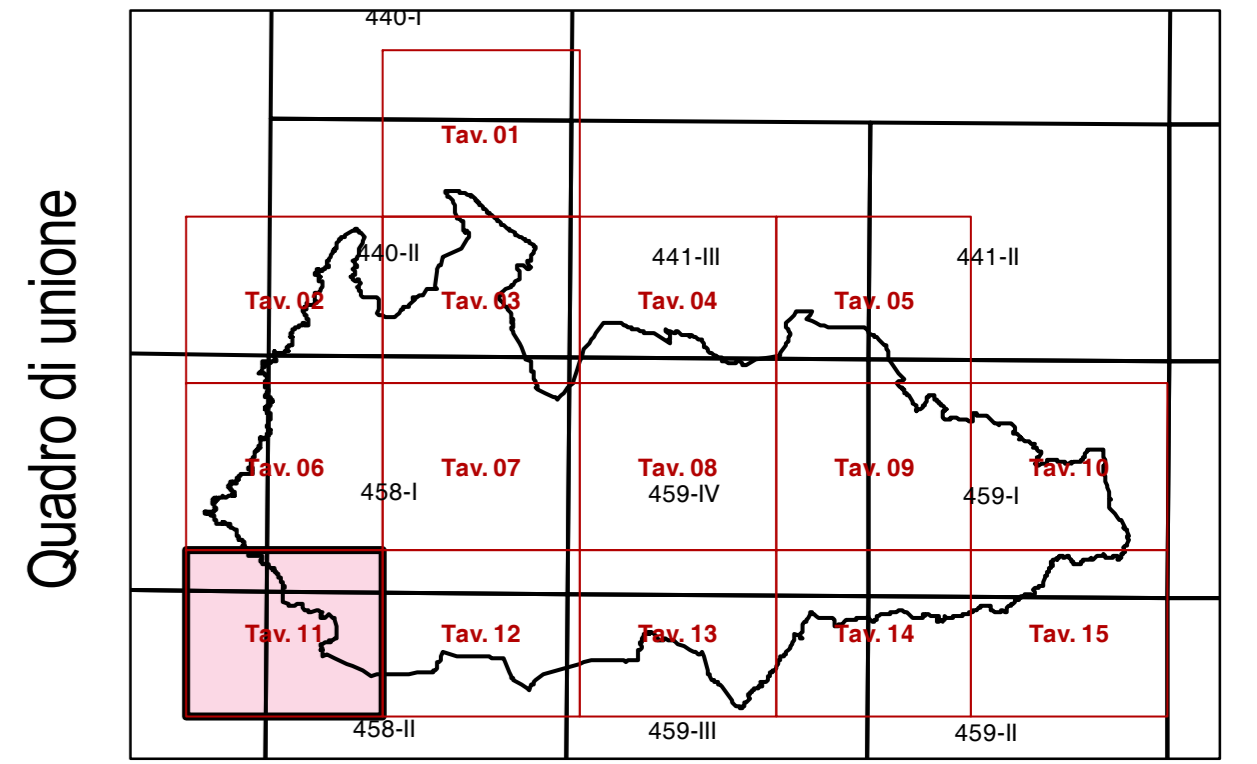 Quadro di unione
440-I
Tav. 01
440-II
441-III
441-II
Tav. 02
Tav. 03
Tav. 04
Tav. 05
Tav. 06
Tav. 07
Tav. 08
Tav. 09
Tav. 10
458-I
459-IV
459-I
Tav. 11
Tav. 12
Tav. 13
Tav. 14
Tav. 15
458-II
459-III
459-II